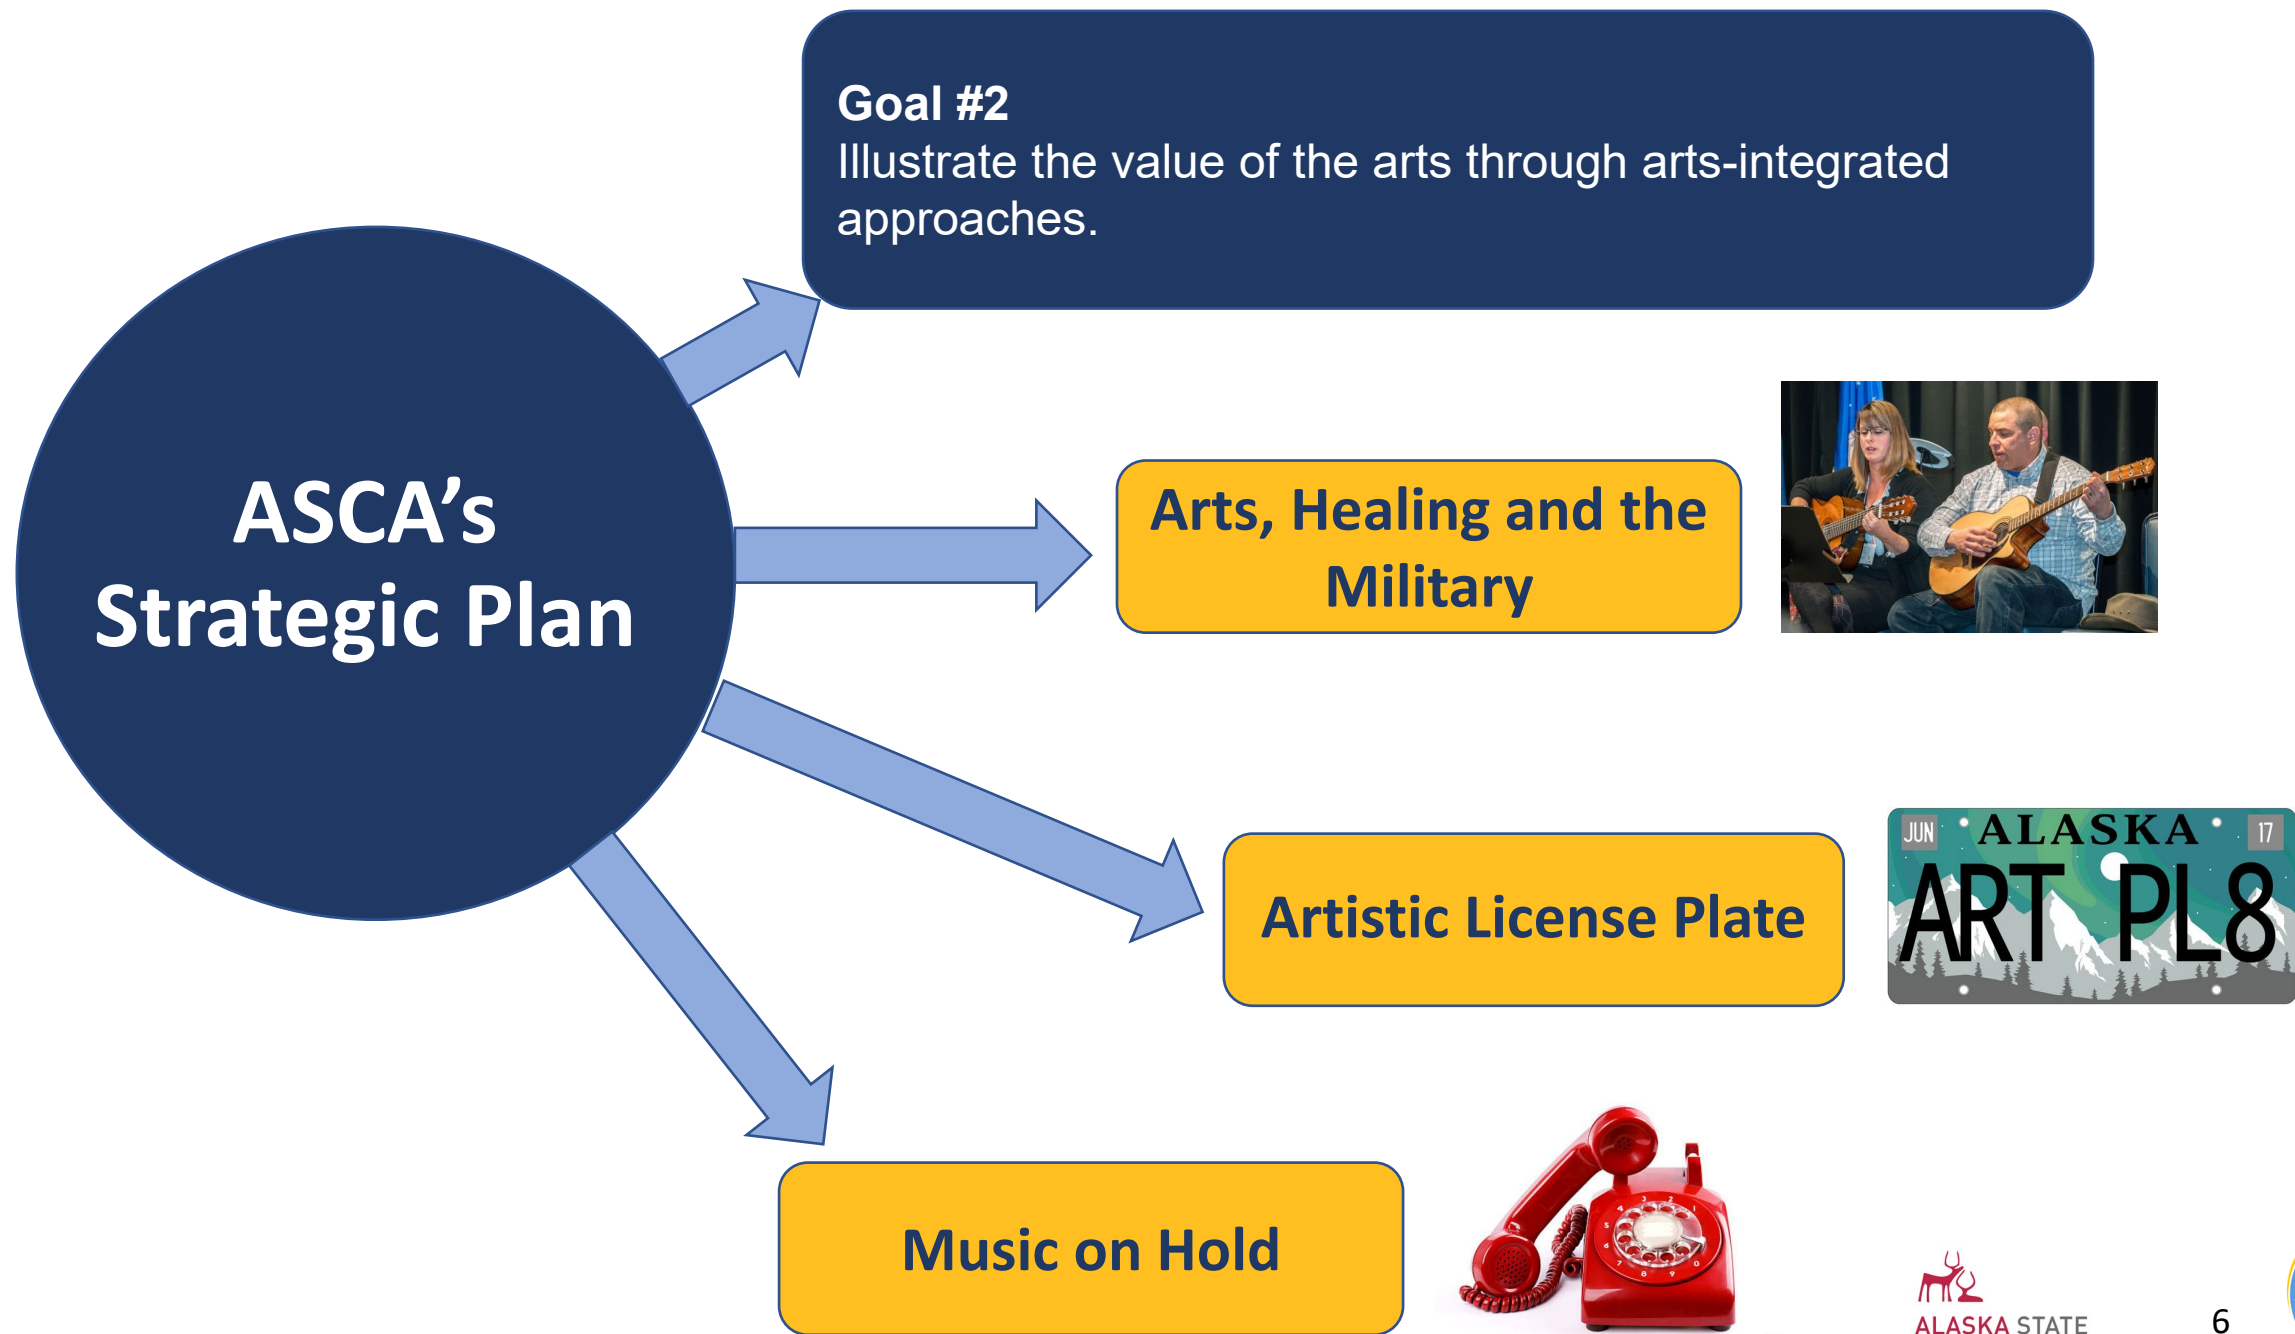 Goal #2
Illustrate the value of the arts through arts-integrated
approaches.
ASCA’s
Strategic Plan
Arts, Healing and the
Military
JUN ALASKA 17
ART PL8
Artistic License Plate
Music on Hold
ALASKA STATE
6